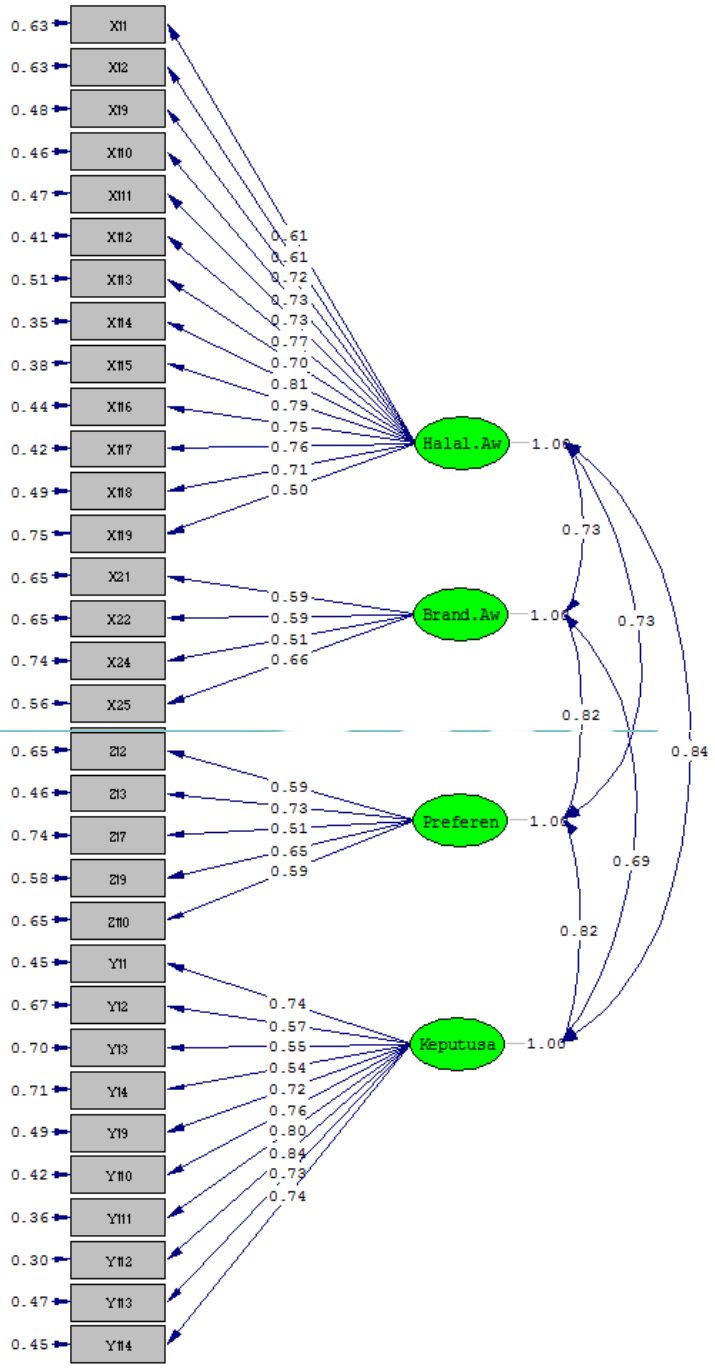 0.63 X11
0.63 X12
0.48 X19
0.46 X110
0.47 X111
0.41 X112
0.51 X113
0.35 X114
0.38 X115
0.44 X116
0.42 X117
0.49 X118
0.75 X119
0.65 X21
0.65 X22
0.74 X24
0.56 X25
0.65 Z12
0.46 Z13
0.74 Z17
0.58 Z19
0.65 Z110
0.45 Y11
0.67 Y12
0.70 Y13
0.71 Y14
0.49 Y19
0.42 Y110
0.36 Y111
0.30 Y112
0.47 Y113
0.45 Y114
0.61
0.61
0.72
0.73
0.73
0.77
0.70
0.81
0.79
0.75
0.76
0.71
0.50
0.59
0.59
0.51
0.66
0.59
0.73
0.51
0.65
0.59
0.74
0.57
0.55
0.54
0.72
0.76
0.80
0.84
0.73
0.74
Halal.Aw 1.00
Brand.Aw 1.00
Preferen 1.00
Keputusa 1.00
0.73
0.73
0.82
0.84
0.69
0.82